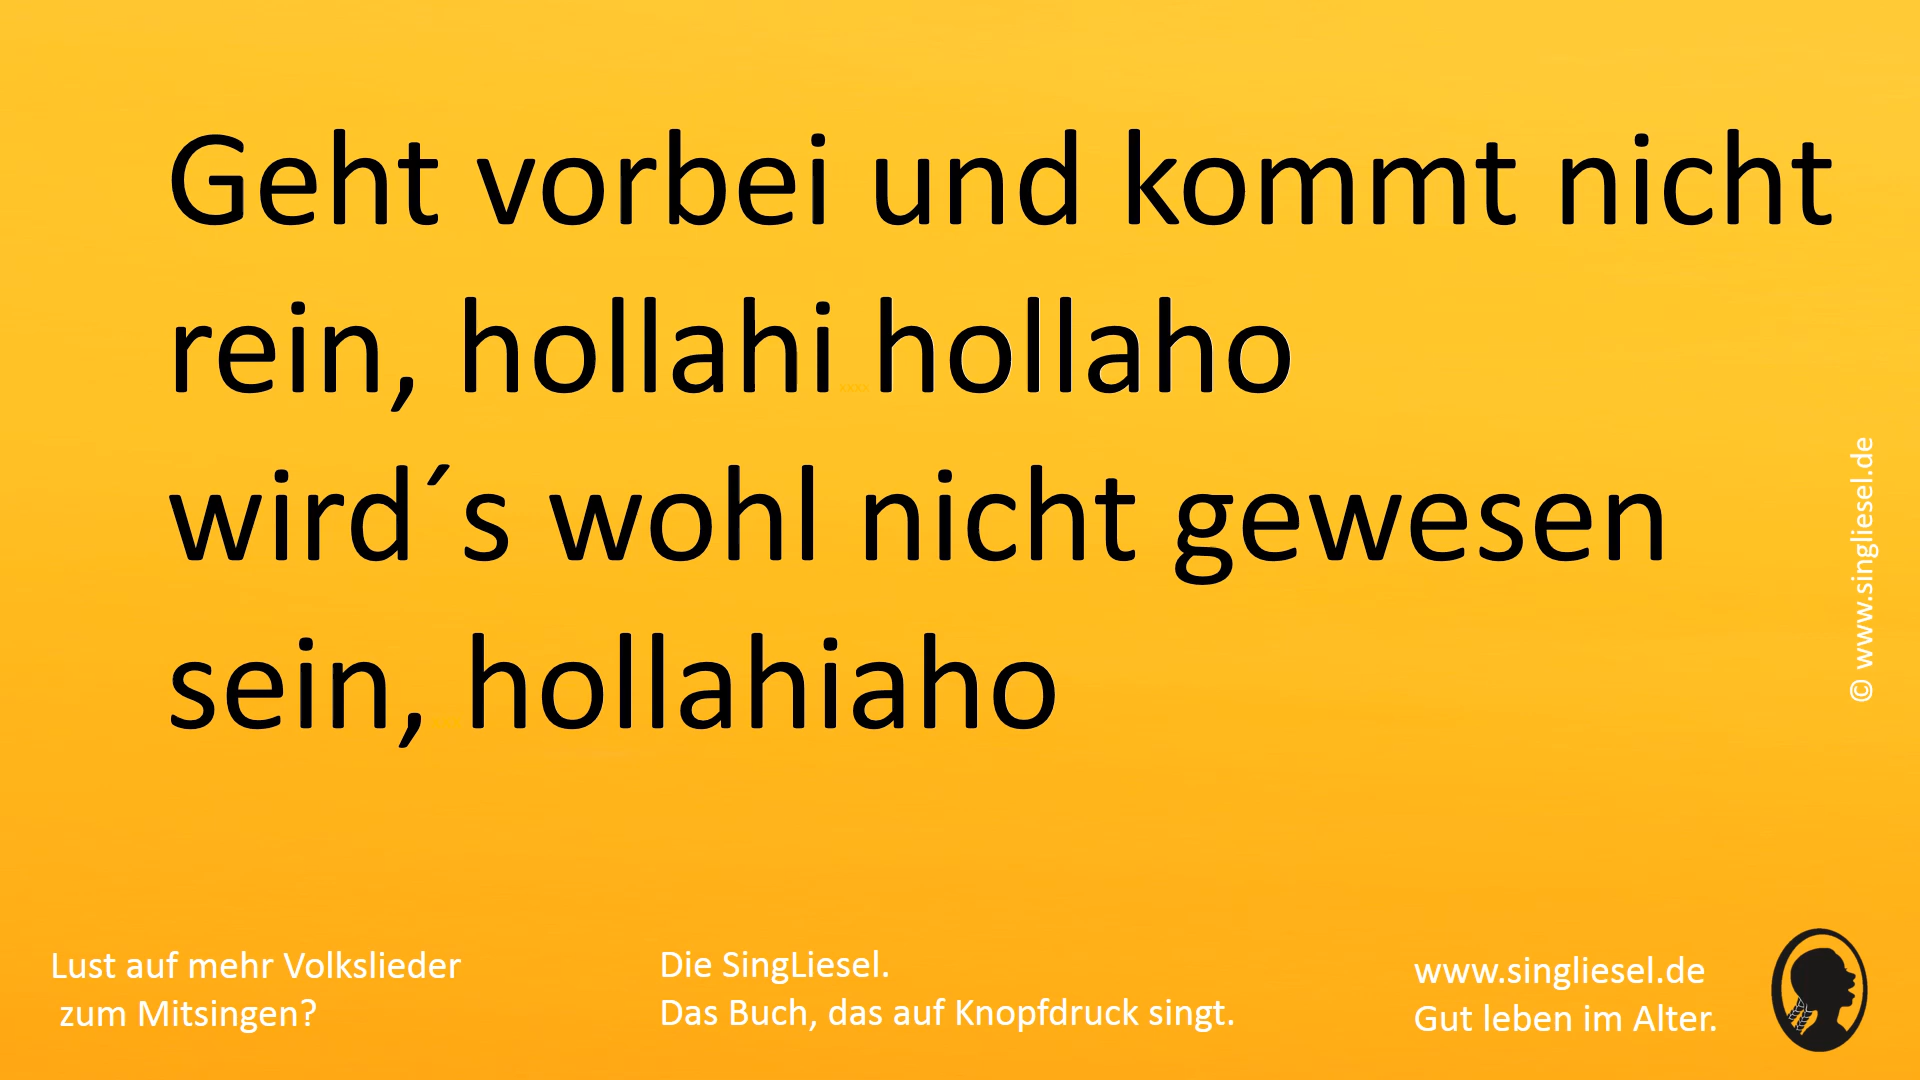 Geht vorbei und kommt nicht
rein, hollahi hollaho
wird´s wohl nicht gewesen
sein, hollahiaho
© www.singliesel.de
Lust auf mehr Volkslieder
zum Mitsingen?
Die SingLiesel.
Das Buch, das auf Knopfdruck singt.
www.singliesel.de
Gut leben im Alter.